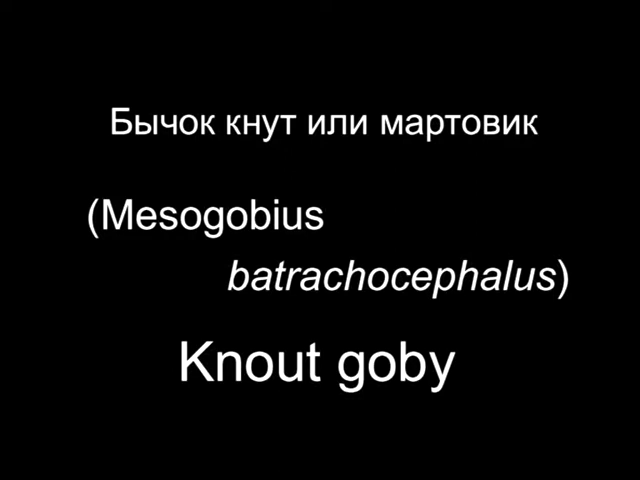 Бычок кнут или мартовик
(Mesogobius
batrachocephalus)
Knout goby